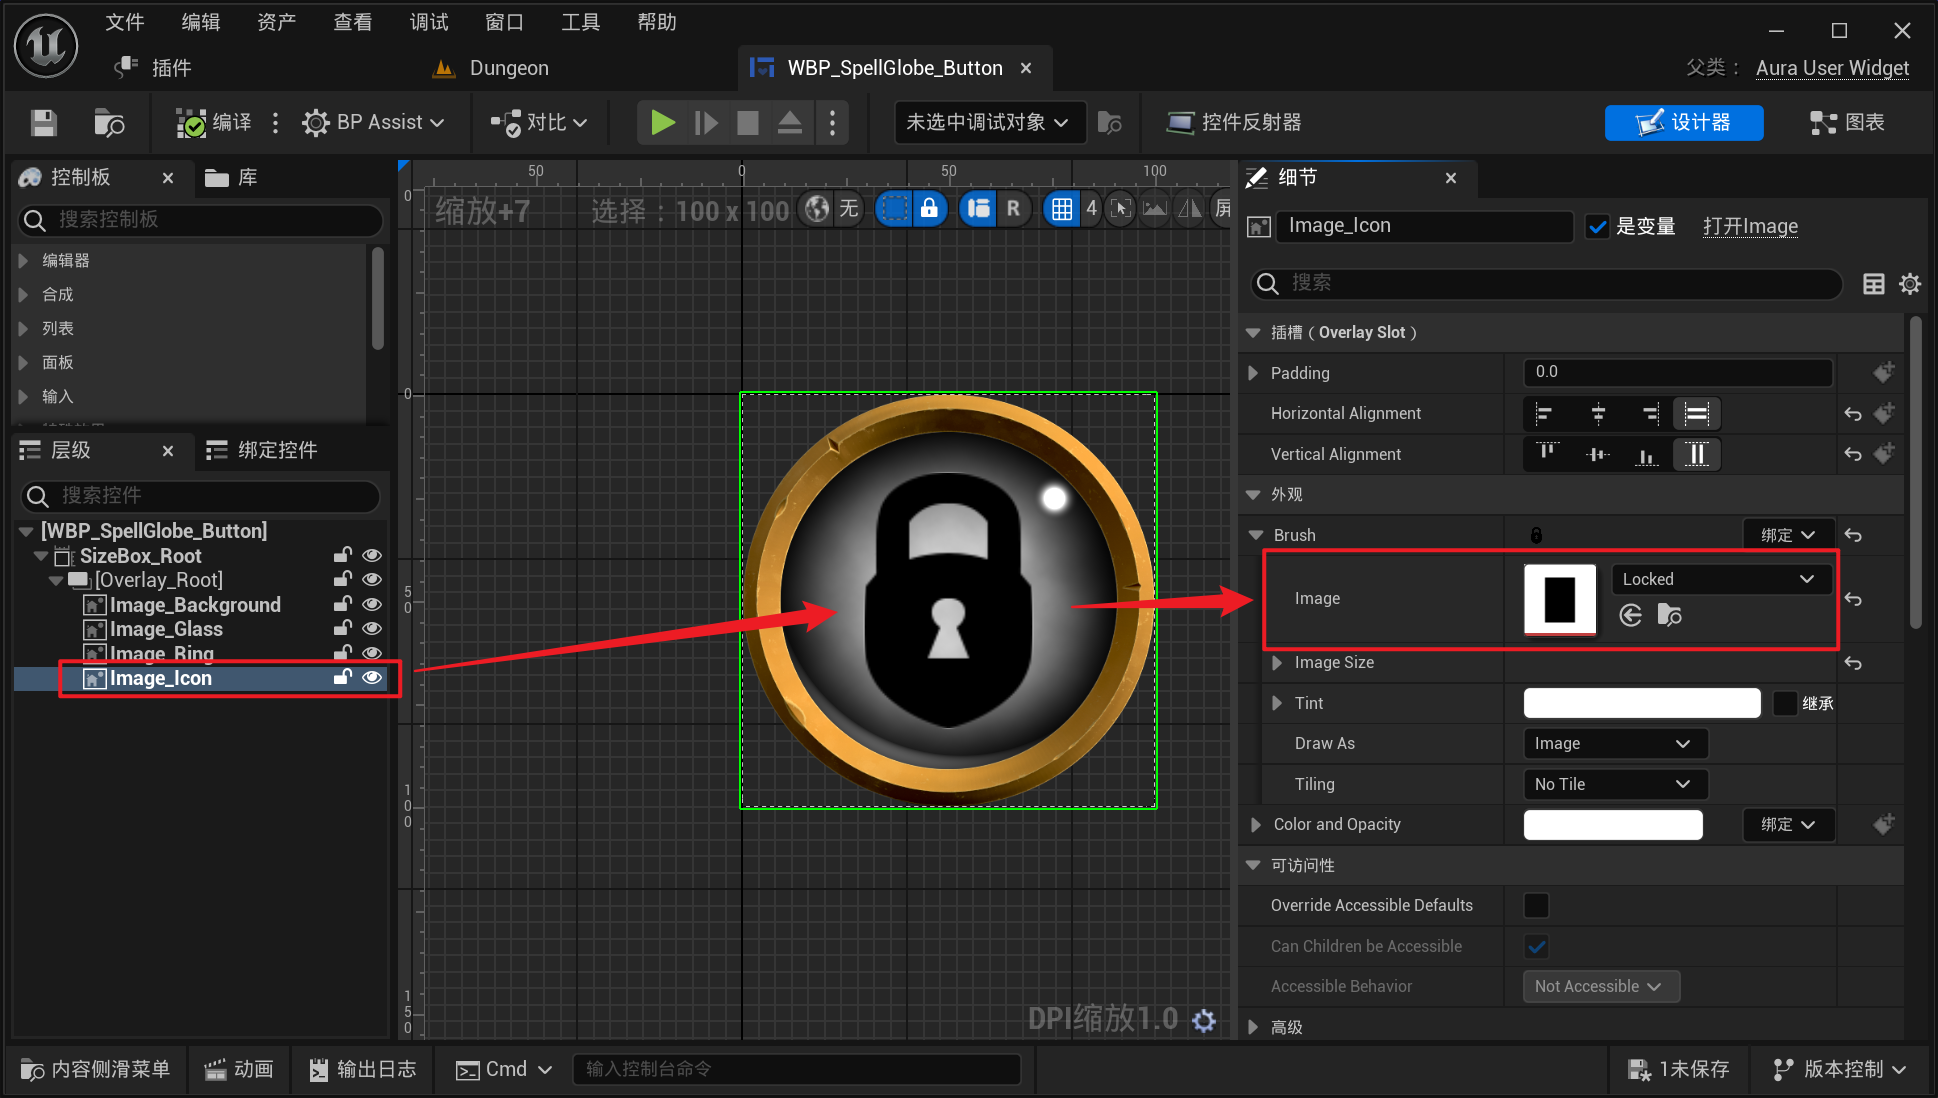 文件 编辑 资产 查看 调试 窗口 工具 帮助
插件 Dungeon WBP_SpellGlobe_Button 父类： Aura User Widget
编译 BP Assist 对比 未选中调试对象 控件反射器 设计器 图表
控制板 库
搜索控制板
编辑器
合成
列表
面板
输入
层级 绑定控件
搜索控件
[WBP_SpellGlobe_Button]
SizeBox_Root
[Overlay_Root]
Image_Background
Image_Glass
Image_Ring
Image_Icon
50 0 50 100
缩放+7 选择：100 x 100 无 R 4 屏
0
0
50
100
150
DPI缩放1.0
细节
Image_Icon 是变量 打开Image
搜索
插槽（Overlay Slot）
Padding 0.0
Horizontal Alignment
Vertical Alignment
外观
Brush 绑定
Image Locked
Image Size
Tint 继承
Draw As Image
Tiling No Tile
Color and Opacity 绑定
可访问性
Override Accessible Defaults
Can Children be Accessible
Accessible Behavior Not Accessible
高级
内容侧滑菜单 动画 输出日志 Cmd 输入控制台命令 1未保存 版本控制